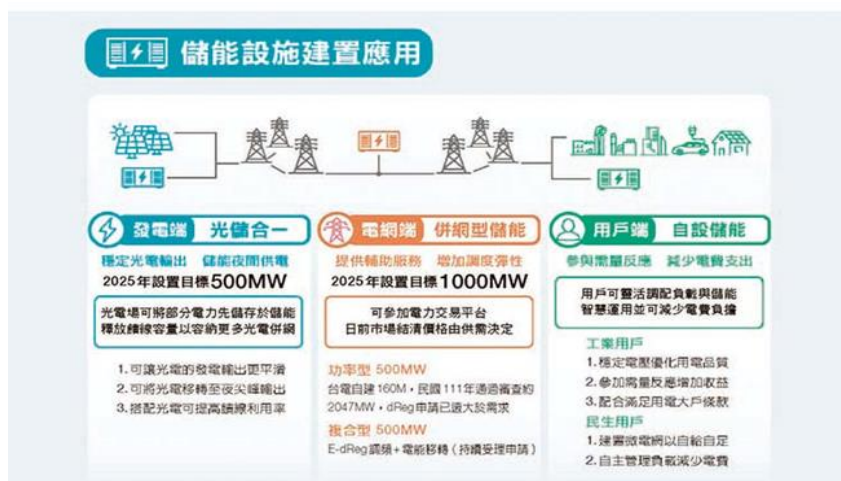 儲能設施建置應用
發電端 光儲合一
穩定光電輸出 儲能夜間供電
2025年設置目標500MW
光電場可將部分電力先儲存於儲能
釋放饋線容量以容納更多光電併網
1.可讓光電的發電輸出更平滑
2.可將光電移轉至夜尖峰輸出
3.搭配光電可提高饋線利用率
電網端 併網型儲能
提供輔助服務 增加調度彈性
2025年設置目標1000MW
可參加電力交易平台
日前市場結清價格由供需決定
功率型 500MW
台電自建160M，民國111年通過審查約
2047MW，dReg申請已遠大於需求
複合型 500MW
E-dReg調頻+電能移轉（持續受理申請）
用戶端 自設儲能
參與需量反應 減少電費支出
用戶可靈活調配負載與儲能
智慧運用並可減少電費負擔
工業用戶
1.穩定電壓優化用電品質
2.參加需量反應增加收益
3.配合滿足用電大戶條款
民生用戶
1.建置微電網以自給自足
2.自主管理負載減少電費